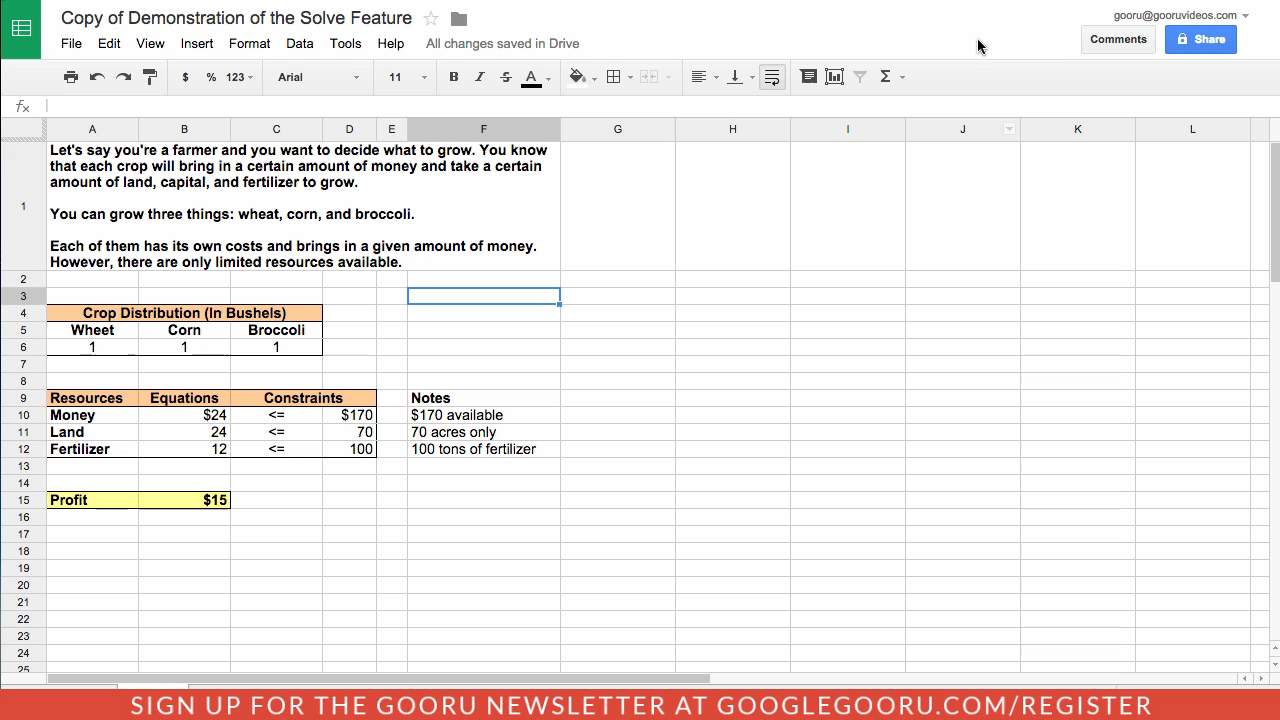 Copy of Demonstration of the Solve Feature
gooru@gooruvideos.com
File Edit View Insert Format Data Tools Help All changes saved in Drive
Comments Share
$ % 123 Arial 11 B I S A Σ
fx
A B C D E F G H I J K L
1 Let's say you're a farmer and you want to decide what to grow. You know
that each crop will bring in a certain amount of money and take a certain
amount of land, capital, and fertilizer to grow.
You can grow three things: wheat, corn, and broccoli.
Each of them has its own costs and brings in a given amount of money.
However, there are only limited resources available.
2
3
4 Crop Distribution (In Bushels)
5 Wheet Corn Broccoli
6 1 1 1
7
8
9 Resources Equations Constraints Notes
10 Money $24 <= $170 $170 available
11 Land 24 <= 70 70 acres only
12 Fertilizer 12 <= 100 100 tons of fertilizer
13
14
15 Profit $15
16
17
18
19
20
21
22
23
24
25
SIGN UP FOR THE GOORU NEWSLETTER AT GOOGLEGOORU.COM/REGISTER